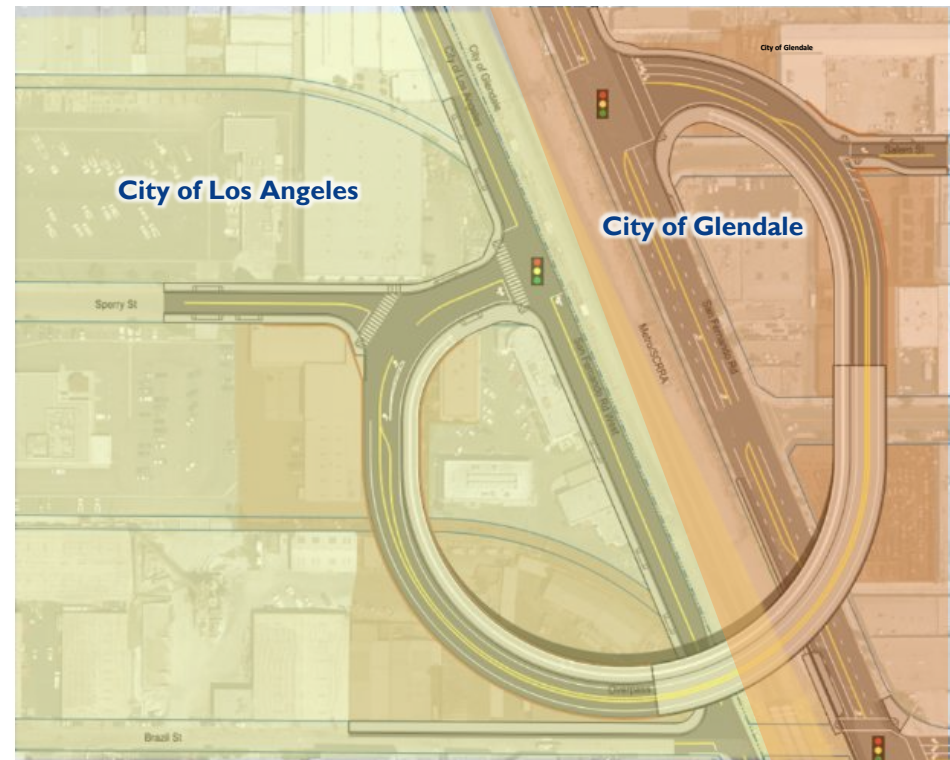 City of Glendale
City of Glendale
City of Los Angeles
Salem St
City of Los Angeles
City of Glendale
Sperry St
San Fernando Rd
Metro/SCRRA
San Fernando Rd West
Overpass
Brazil St